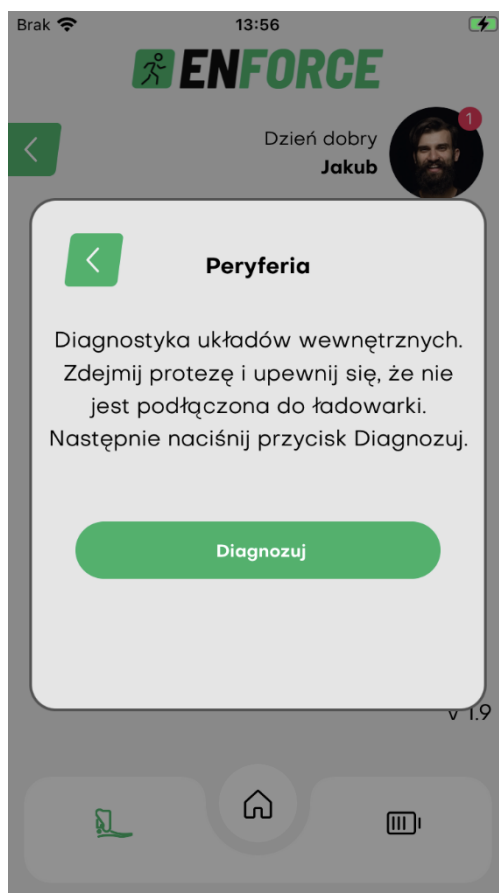 Brak 13:56
ENFORCE
1
Dzień dobry
Jakub
Peryferia
Diagnostyka układów wewnętrznych.
Zdejmij protezę i upewnij się, że nie
jest podłączona do ładowarki.
Następnie naciśnij przycisk Diagnozuj.
Diagnozuj
v 1.9